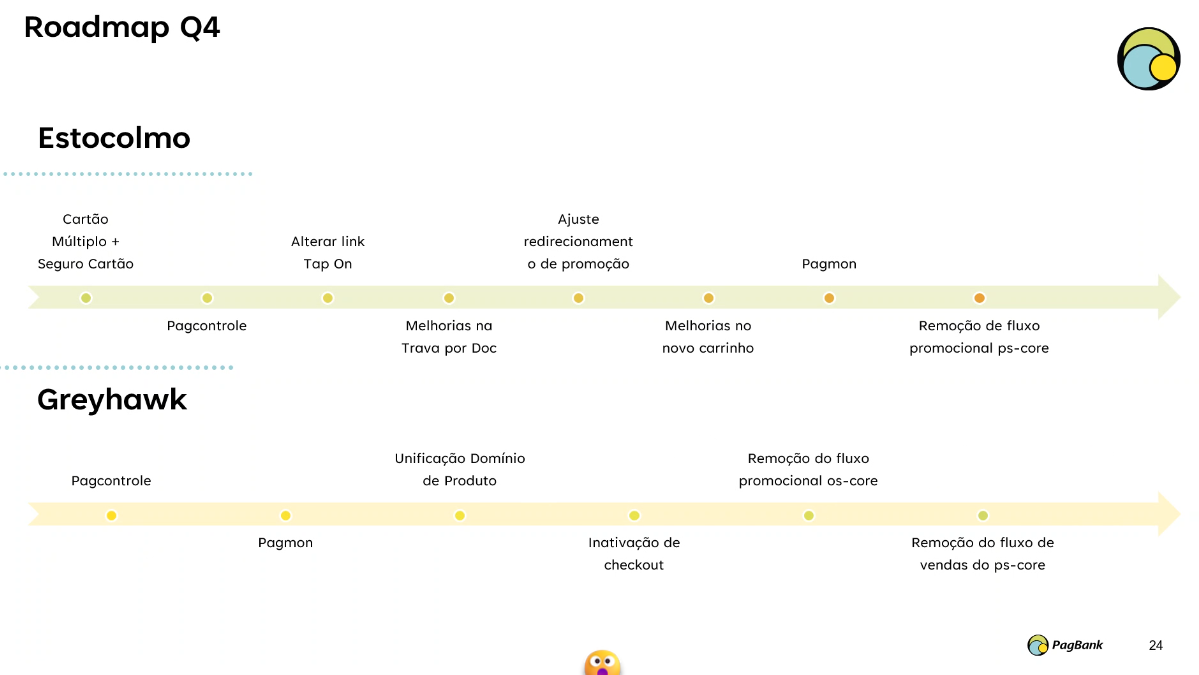 Roadmap Q4
Estocolmo
Cartão
Múltiplo +
Seguro Cartão
Pagcontrole
Alterar link
Tap On
Melhorias na
Trava por Doc
Ajuste
redirecionament
o de promoção
Melhorias no
novo carrinho
Pagmon
Remoção de fluxo
promocional ps-core
Greyhawk
Pagcontrole
Pagmon
Unificação Domínio
de Produto
Inativação de
checkout
Remoção do fluxo
promocional os-core
Remoção do fluxo de
vendas do ps-core
PagBank
24